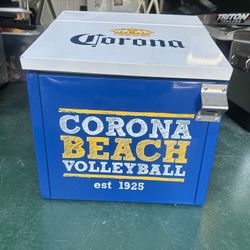 TRITON
Corona
CORONA
BEACH
VOLLEYBALL
est 1925